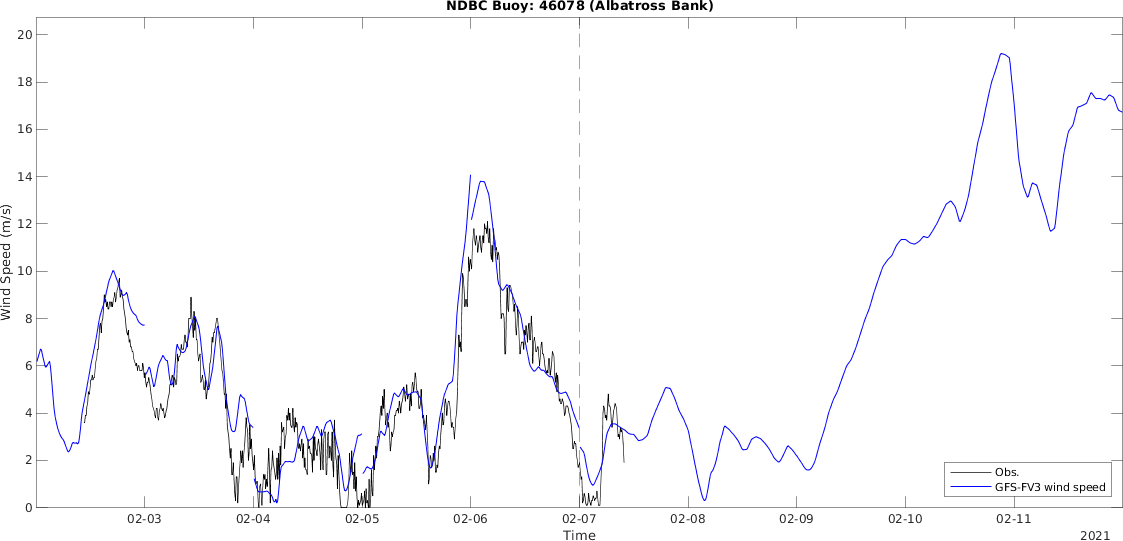 NDBC Buoy: 46078 (Albatross Bank)
20
18
16
14
12
10
8
6
4
2
0
Wind Speed (m/s)
02-03 02-04 02-05 02-06 02-07 02-08 02-09 02-10 02-11
Time
2021
Obs.
GFS-FV3 wind speed